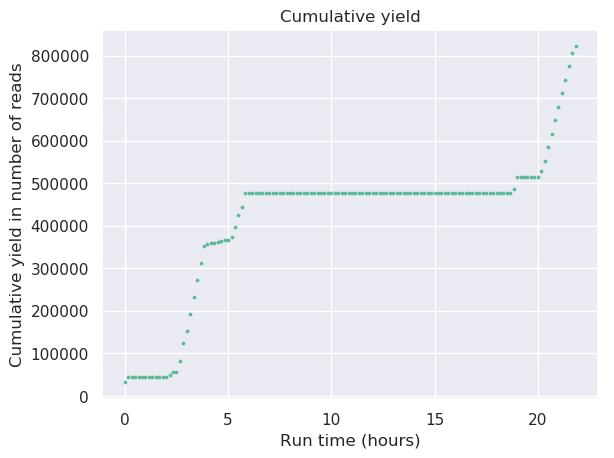 Cumulative yield
Cumulative yield in number of reads
800000
700000
600000
500000
400000
300000
200000
100000
0
0 5 10 15 20
Run time (hours)